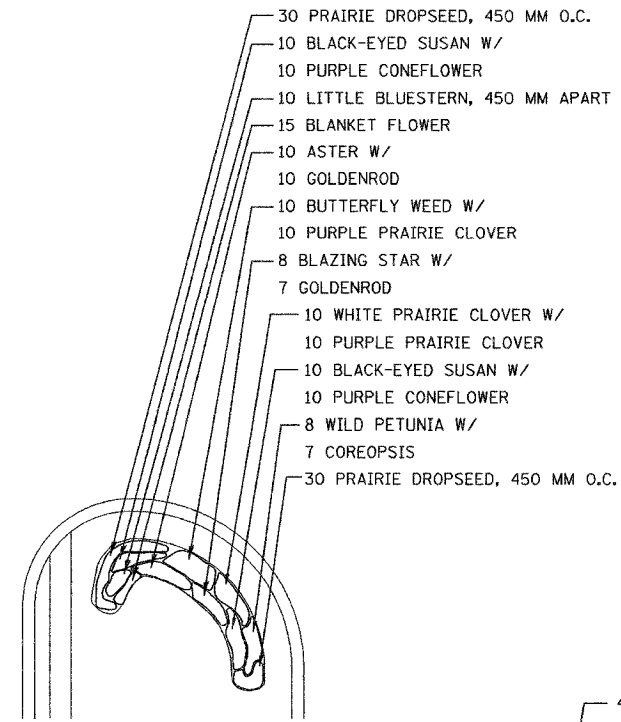 30 PRAIRIE DROPSEED, 450 MM O.C.
10 BLACK-EYED SUSAN W/
10 PURPLE CONEFLOWER
10 LITTLE BLUESTERN, 450 MM APART
15 BLANKET FLOWER
10 ASTER W/
10 GOLDENROD
10 BUTTERFLY WEED W/
10 PURPLE PRAIRIE CLOVER
8 BLAZING STAR W/
7 GOLDENROD
10 WHITE PRAIRIE CLOVER W/
10 PURPLE PRAIRIE CLOVER
10 BLACK-EYED SUSAN W/
10 PURPLE CONEFLOWER
8 WILD PETUNIA W/
7 COREOPSIS
30 PRAIRIE DROPSEED, 450 MM O.C.